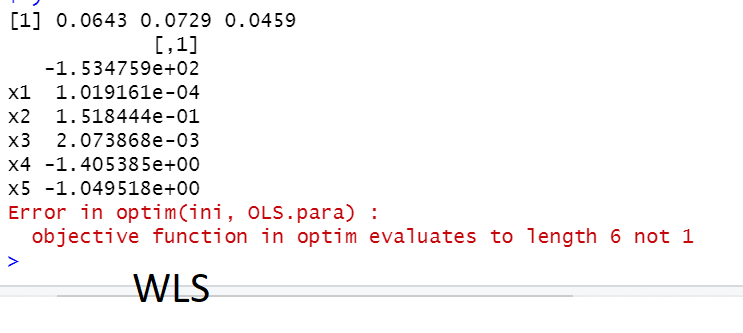 [1] 0.0643 0.0729 0.0459
[,1]
-1.534759e+02
x1 1.019161e-04
x2 1.518444e-01
x3 2.073868e-03
x4 -1.405385e+00
x5 -1.049518e+00
Error in optim(ini, OLS.para) :
objective function in optim evaluates to length 6 not 1
>
WLS